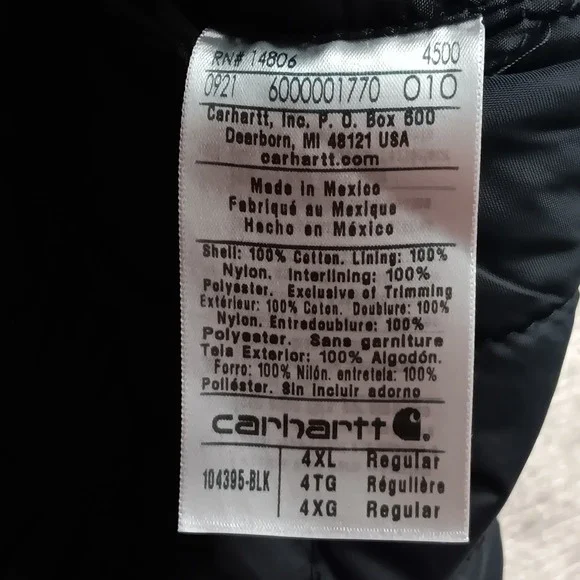 RN# 14806 4500
0921 6000001770 010
Carhartt, Inc. P. O. Box 600
Dearborn, MI 48121 USA
carhartt.com
Made in Mexico
Fabriqué au Mexique
Hecho en México
Shell: 100% Cotton. Lining: 100%
Nylon. Interlining: 100%
Polyester. Exclusive of Trimming
Extérieur: 100% Coton. Doublure: 100%
Nylon. Entredoublure: 100%
Polyester. Sans garniture
Tela Exterior: 100% Algodón.
Forro: 100% Nilón. entretela: 100%
Poliéster. Sin incluir adorno
carhartt
104395-BLK
4XL Regular
4TG Régulière
4XG Regular